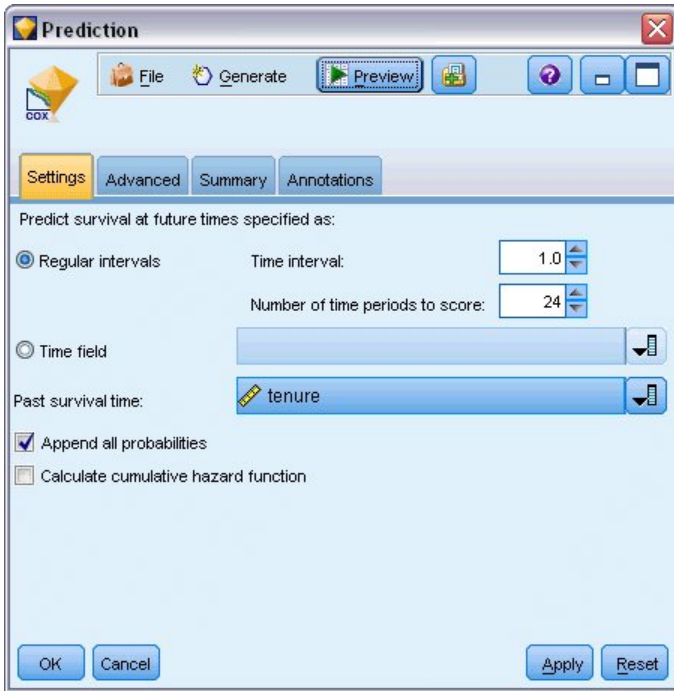 Prediction
File Generate Preview
COX
Settings Advanced Summary Annotations
Predict survival at future times specified as:
Regular intervals Time interval: 1.0
Number of time periods to score: 24
Time field
Past survival time: tenure
Append all probabilities
Calculate cumulative hazard function
OK Cancel Apply Reset